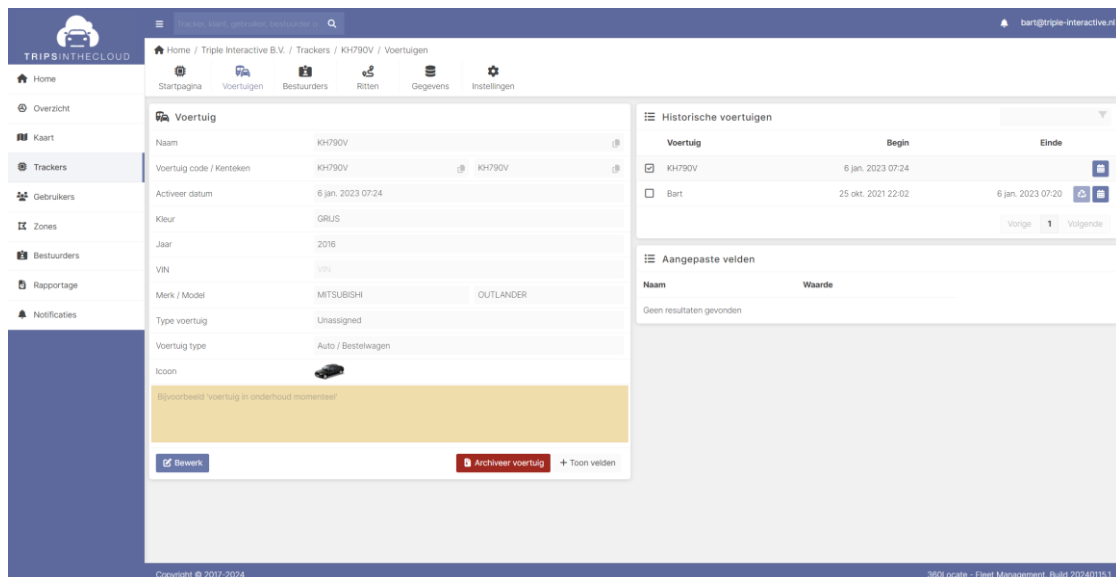 TRIPSINTHECLOUD
Tracker, klant, gebruiker, bestuurder o
bart@triple-interactive.nl
Home / Triple Interactive B.V. / Trackers / KH790V / Voertuigen
Startpagina Voertuigen Bestuurders Ritten Gegevens Instellingen
Home
Overzicht
Kaart
Trackers
Gebruikers
Zones
Bestuurders
Rapportage
Notificaties
Voertuig
Naam KH790V
Voertuig code / Kenteken KH790V KH790V
Activeer datum 6 jan. 2023 07:24
Kleur GRIJS
Jaar 2016
VIN VIN
Merk / Model MITSUBISHI OUTLANDER
Type voertuig Unassigned
Voertuig type Auto / Bestelwagen
Icoon
Bijvoorbeeld 'voertuig in onderhoud momenteel'
Bewerk Archiveer voertuig + Toon velden
Historische voertuigen
Voertuig Begin Einde
KH790V 6 jan. 2023 07:24
Bart 25 okt. 2021 22:02 6 jan. 2023 07:20
Vorige 1 Volgende
Aangepaste velden
Naam Waarde
Geen resultaten gevonden
Copyright © 2017-2024
360Locate - Fleet Management, Build 20240115.1